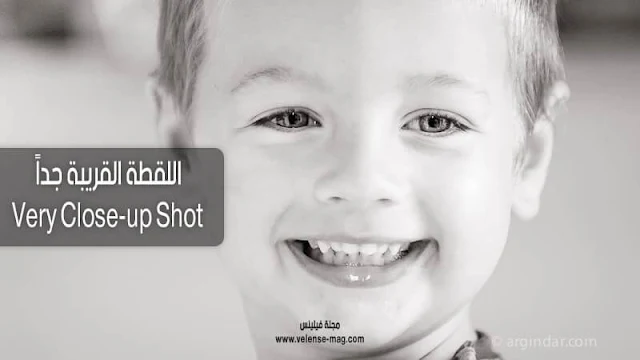 اللقطة القريبة جداً
Very Close-up Shot
مجلة فيلينس
www.velense-mag.com
© argindar.com